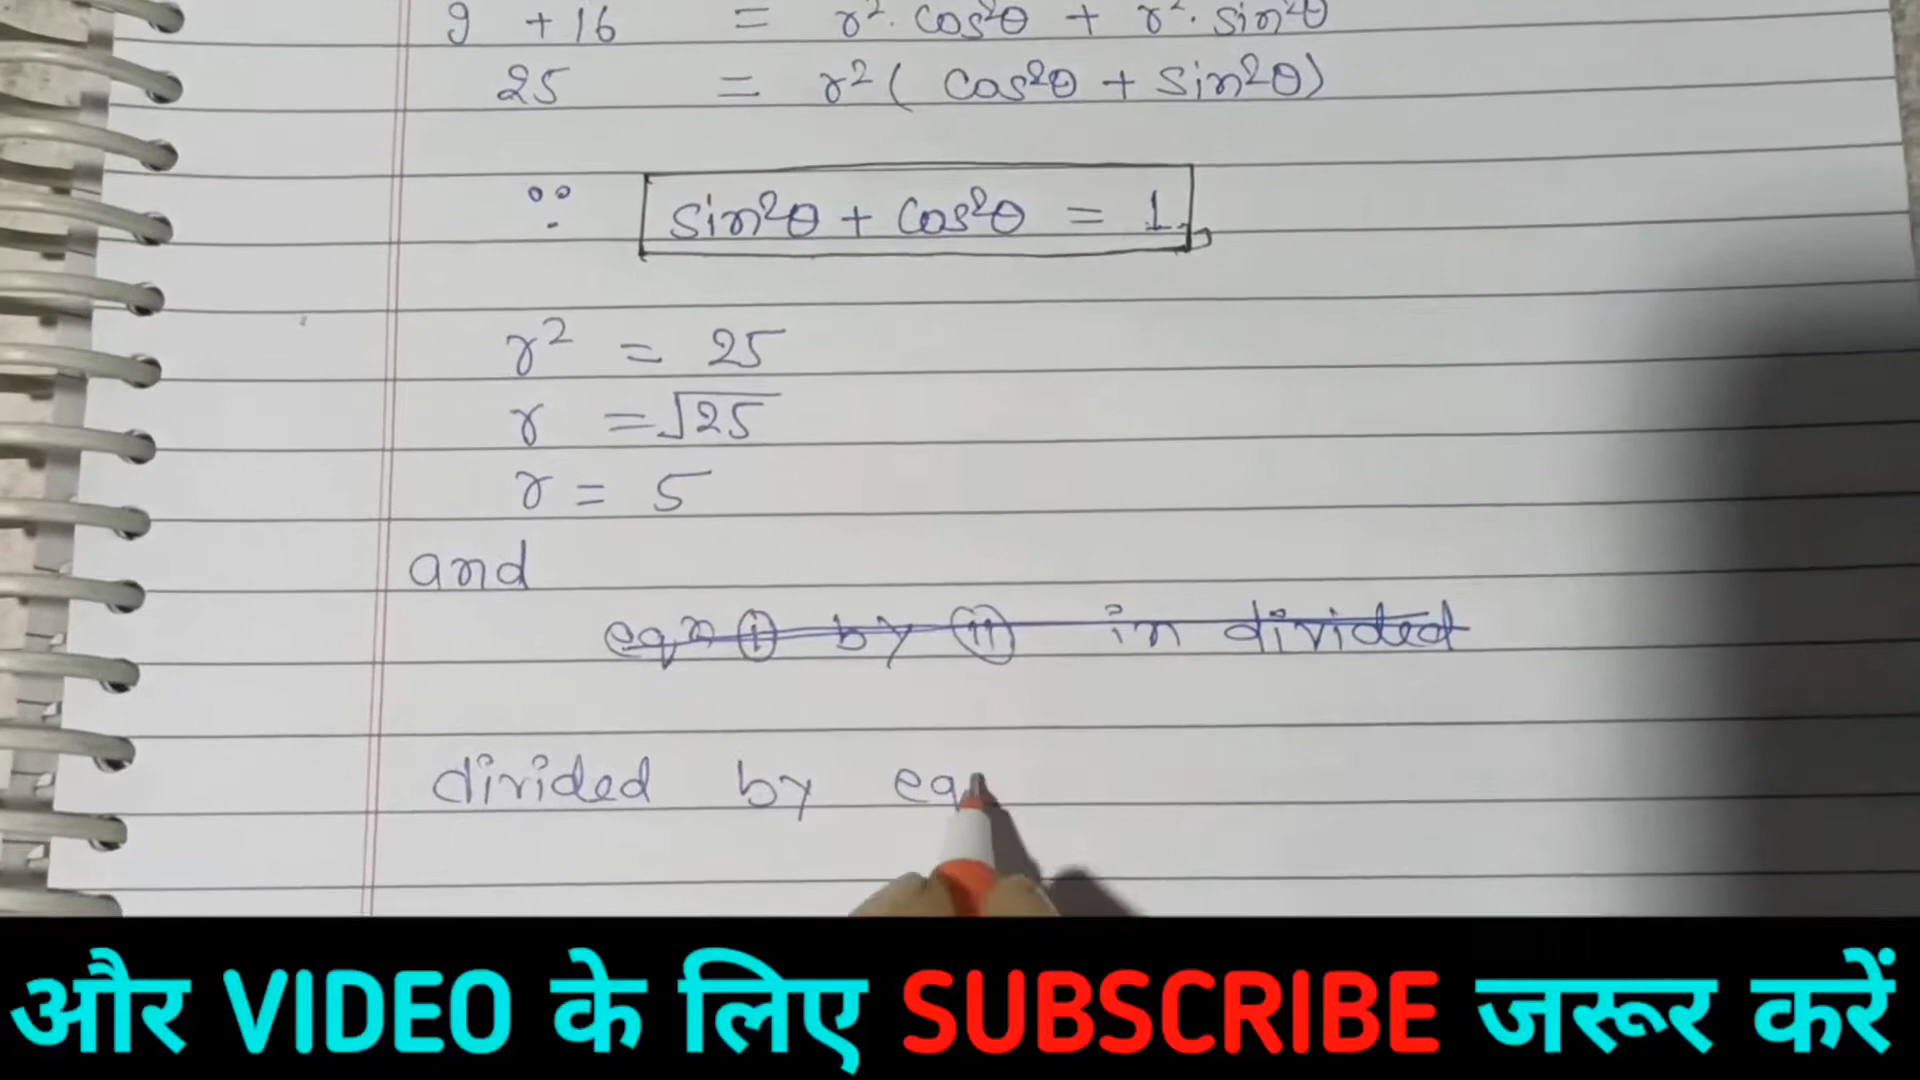 9 + 16 = r². cos²θ + r². sin²θ
25 = r² ( cos²θ + sin²θ)
∵ sin²θ + cos²θ = 1
r² = 25
r = √25
r = 5
and
eqn (i) by (ii) in divided
divided by eq
और VIDEO के लिए SUBSCRIBE जरूर करें